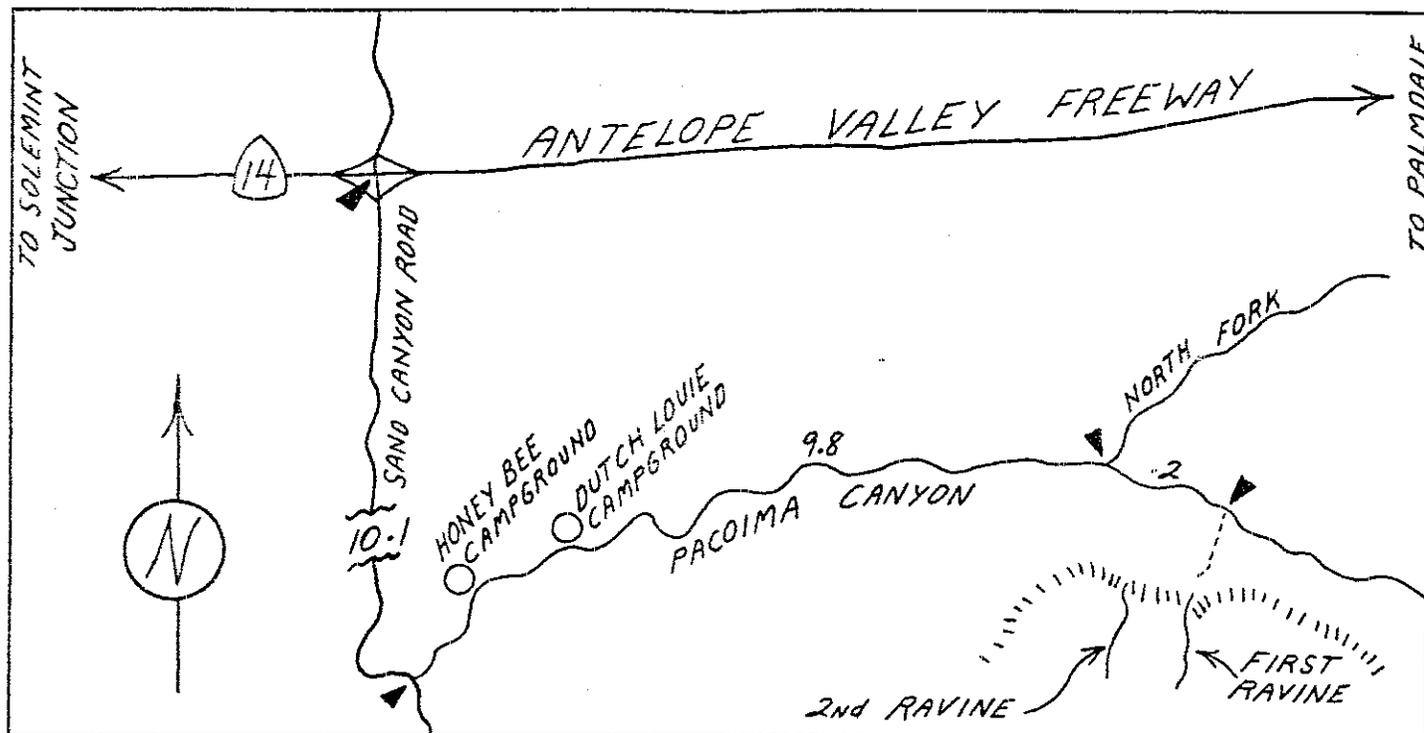 TO SOLEMINT
JUNCTION
14
ANTELOPE VALLEY FREEWAY
TO PALMDALE
SAND CANYON ROAD
10.1
N
HONEY BEE
CAMPGROUND
DUTCH LOUIE
CAMPGROUND
PACOIMA CANYON
9.8
NORTH FORK
.2
2nd RAVINE
FIRST
RAVINE